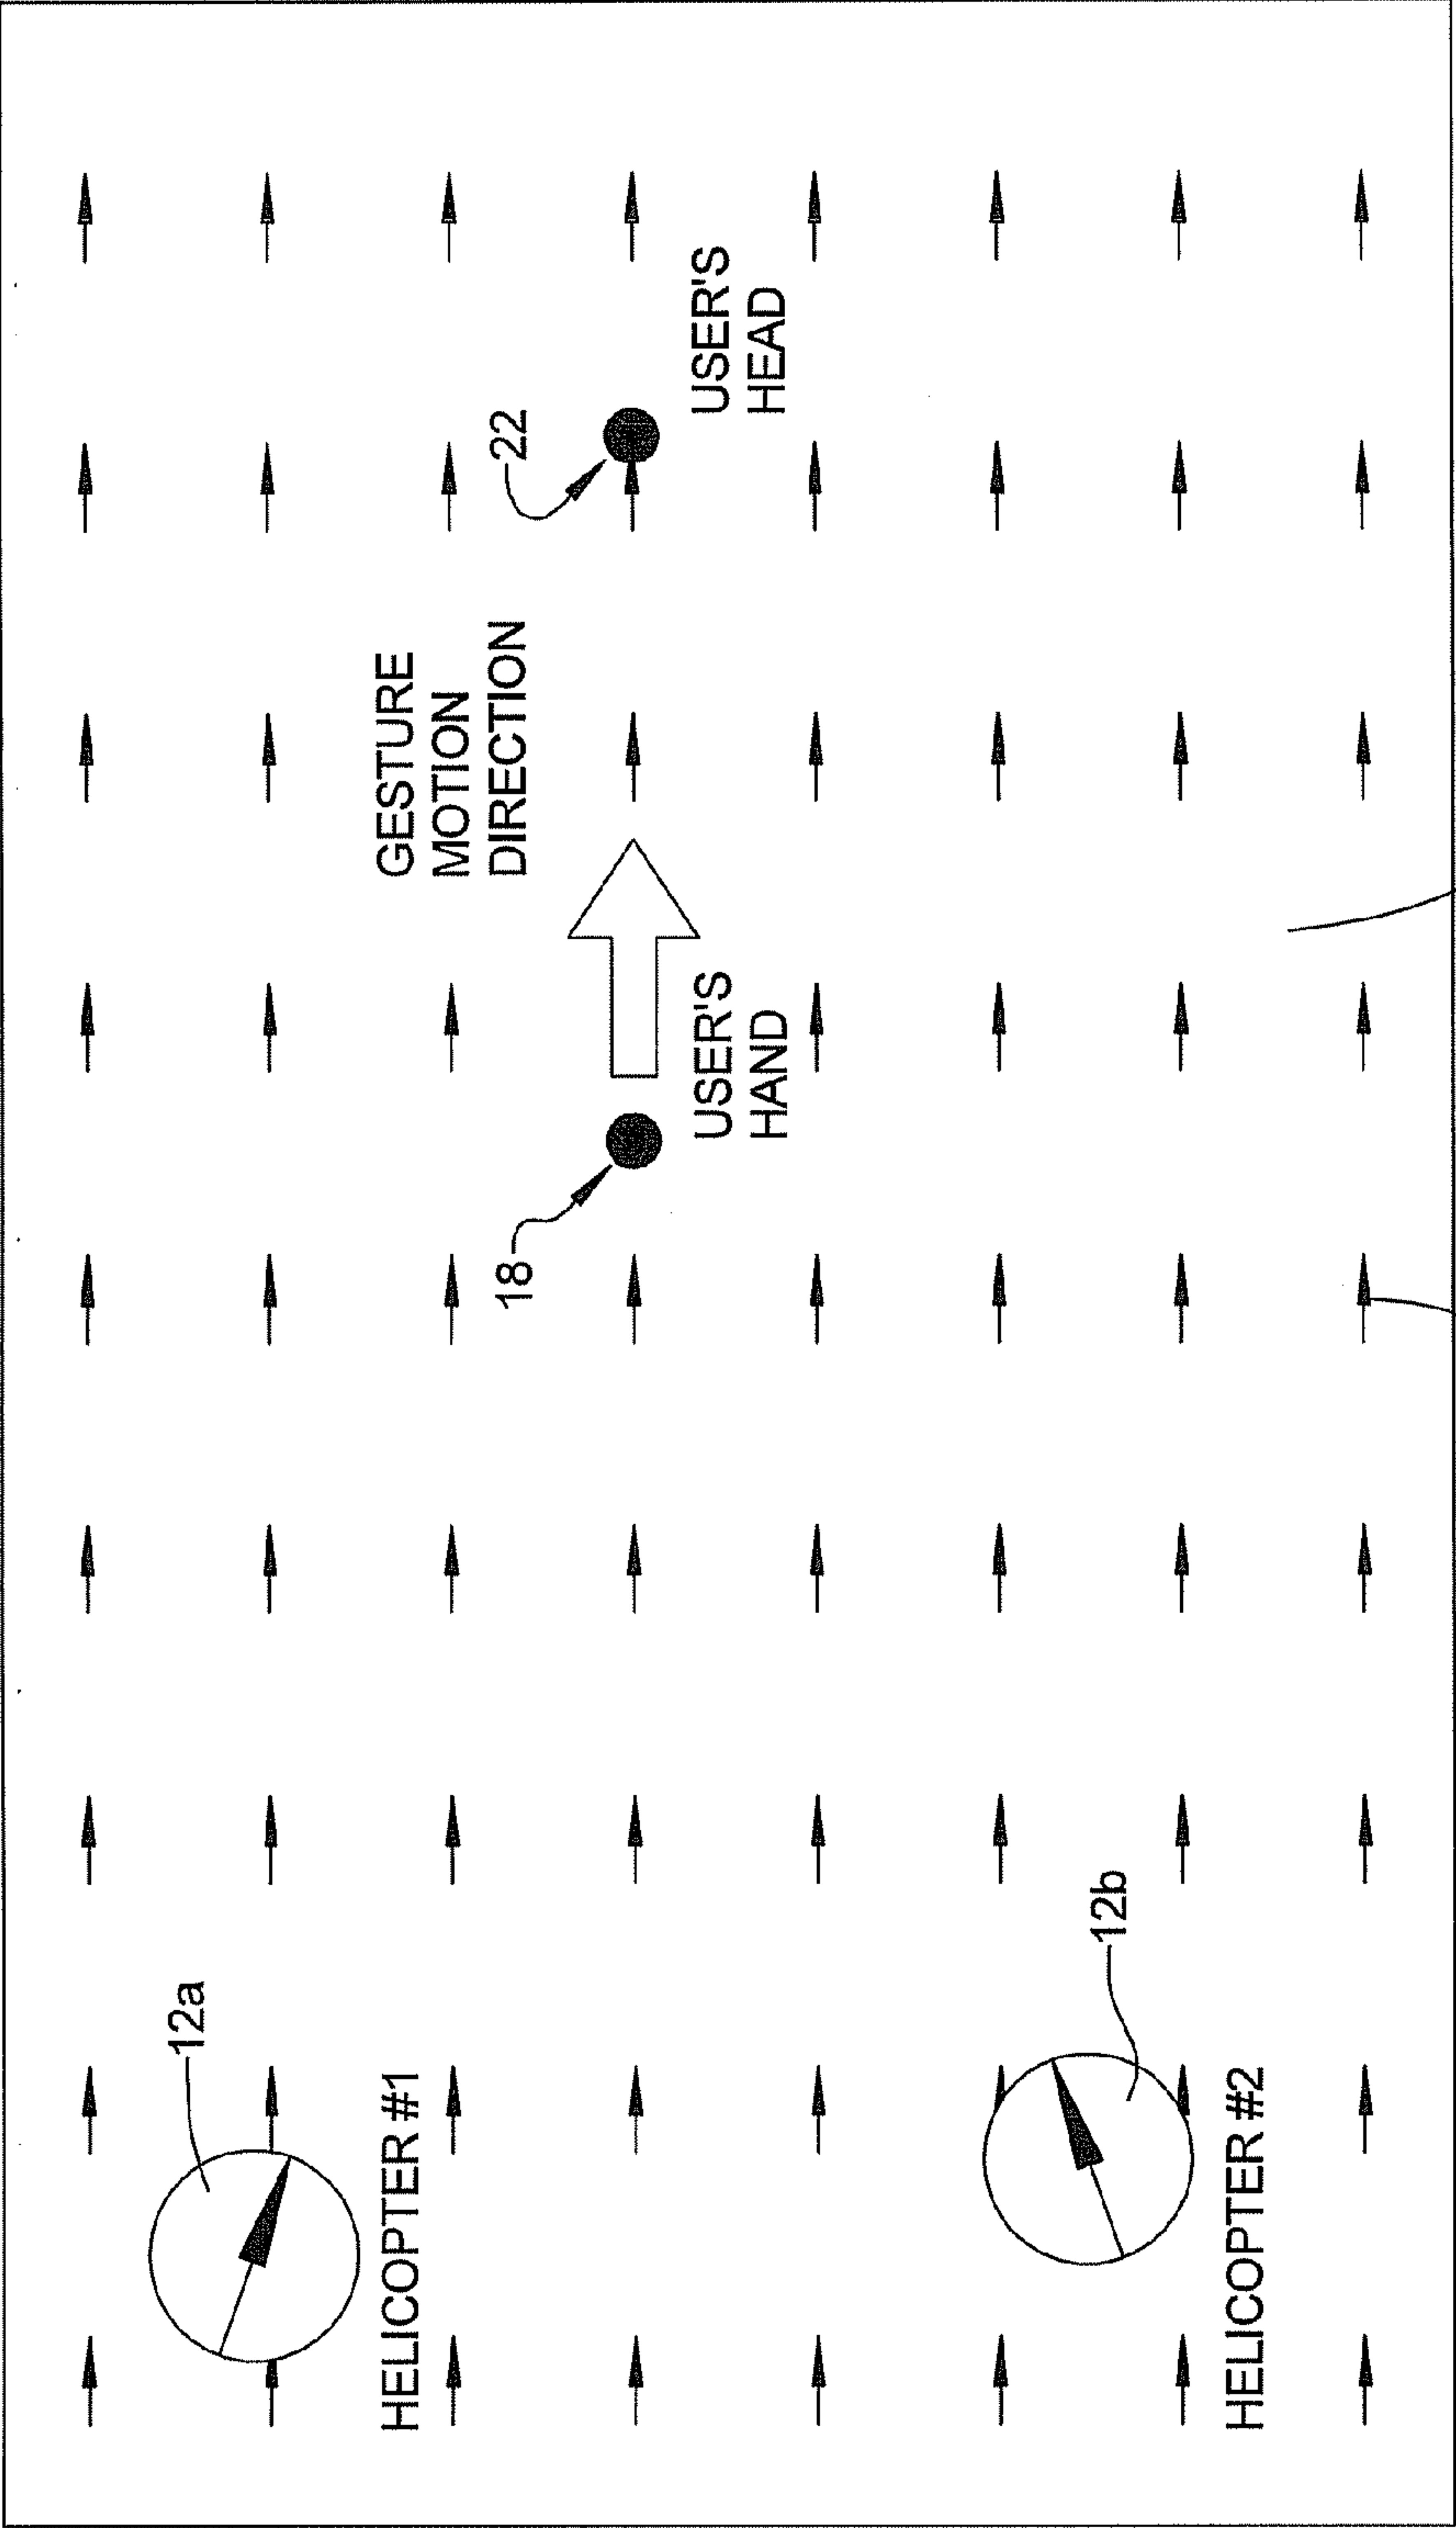 12a
HELICOPTER #1
18
GESTURE
MOTION
DIRECTION
22
USER'S
HAND
USER'S
HEAD
12b
HELICOPTER #2